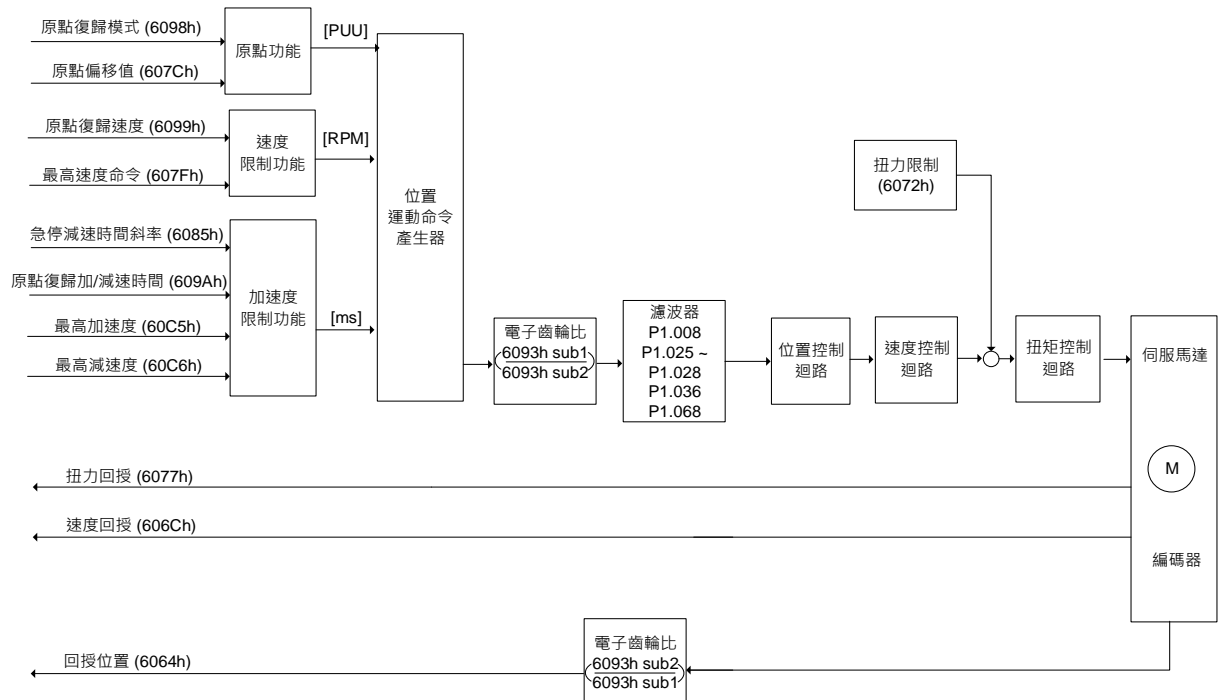 原點復歸模式 (6098h)
原點偏移值 (607Ch)
原點功能
[PUU]
原點復歸速度 (6099h)
最高速度命令 (607Fh)
速度
限制功能
[RPM]
急停減速時間斜率 (6085h)
原點復歸加/減速時間 (609Ah)
最高加速度 (60C5h)
最高減速度 (60C6h)
加速度
限制功能
[ms]
位置
運動命令
產生器
電子齒輪比
(6093h sub1)
6093h sub2
濾波器
P1.008
P1.025 ~
P1.028
P1.036
P1.068
位置控制
迴路
速度控制
迴路
扭力限制
(6072h)
扭矩控制
迴路
伺服馬達
M
編碼器
扭力回授 (6077h)
速度回授 (606Ch)
回授位置 (6064h)
電子齒輪比
(6093h sub2)
6093h sub1